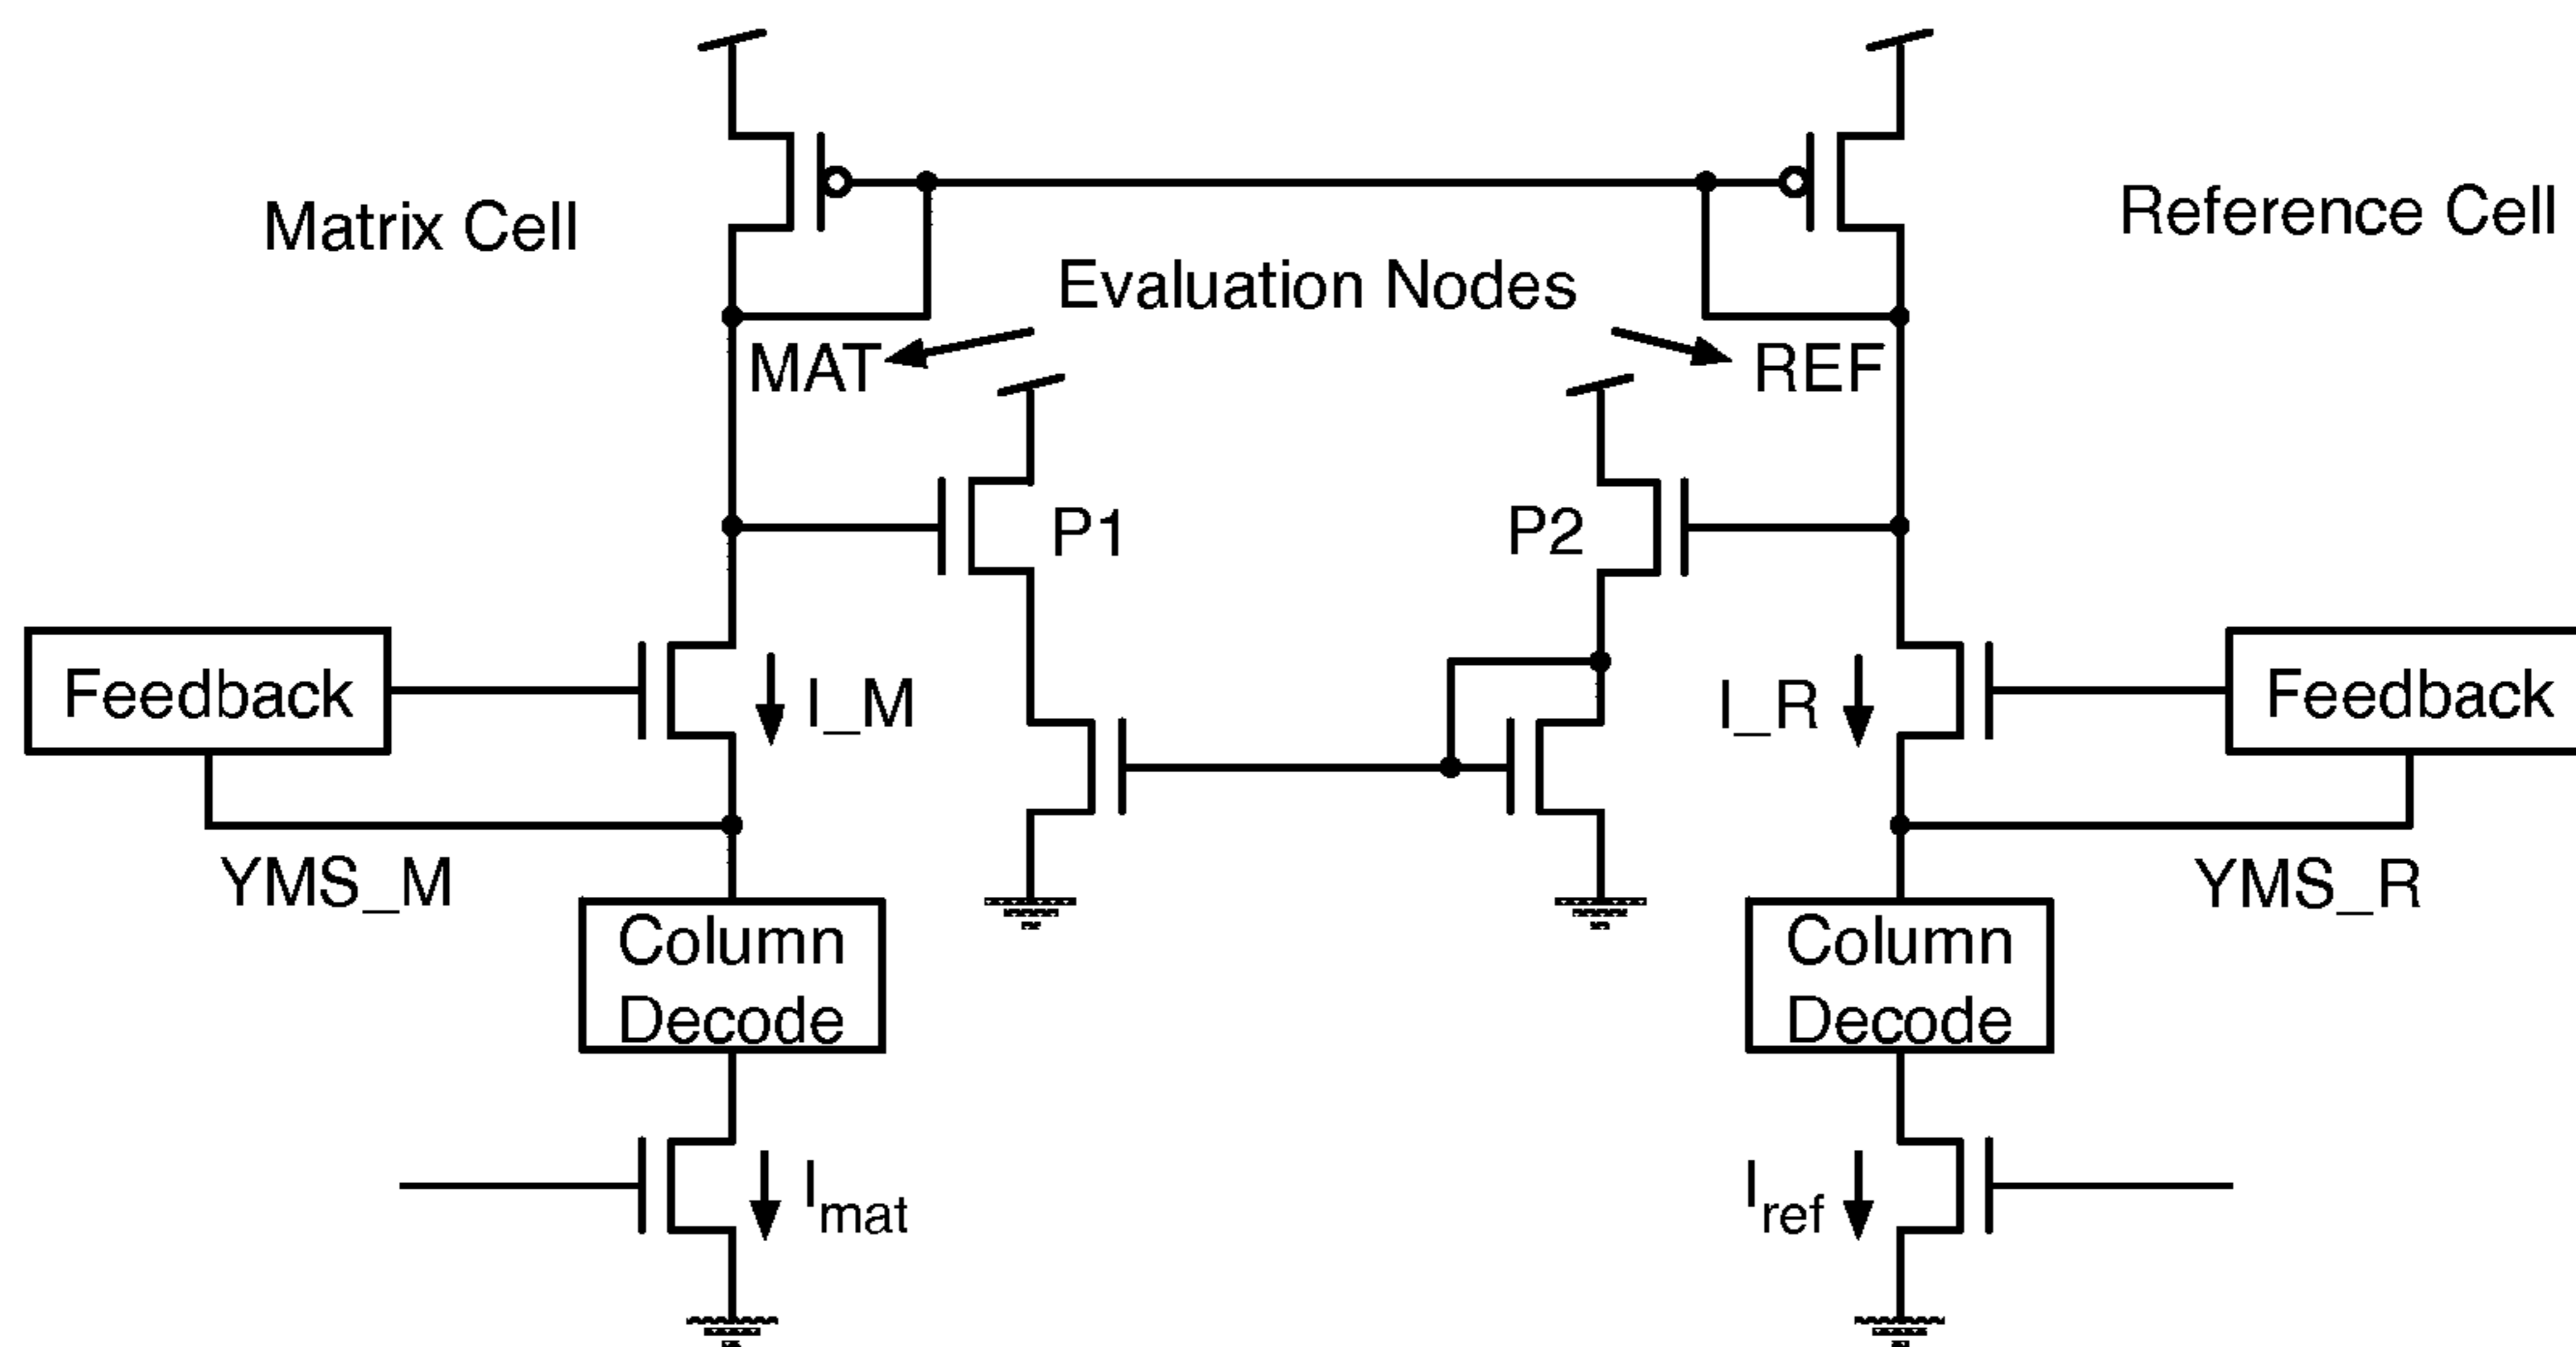 Matrix Cell
Reference Cell
Evaluation Nodes
MAT
REF
P1
P2
Feedback
I_M
I_R
Feedback
YMS_M
YMS_R
Column
Decode
Column
Decode
Imat
Iref